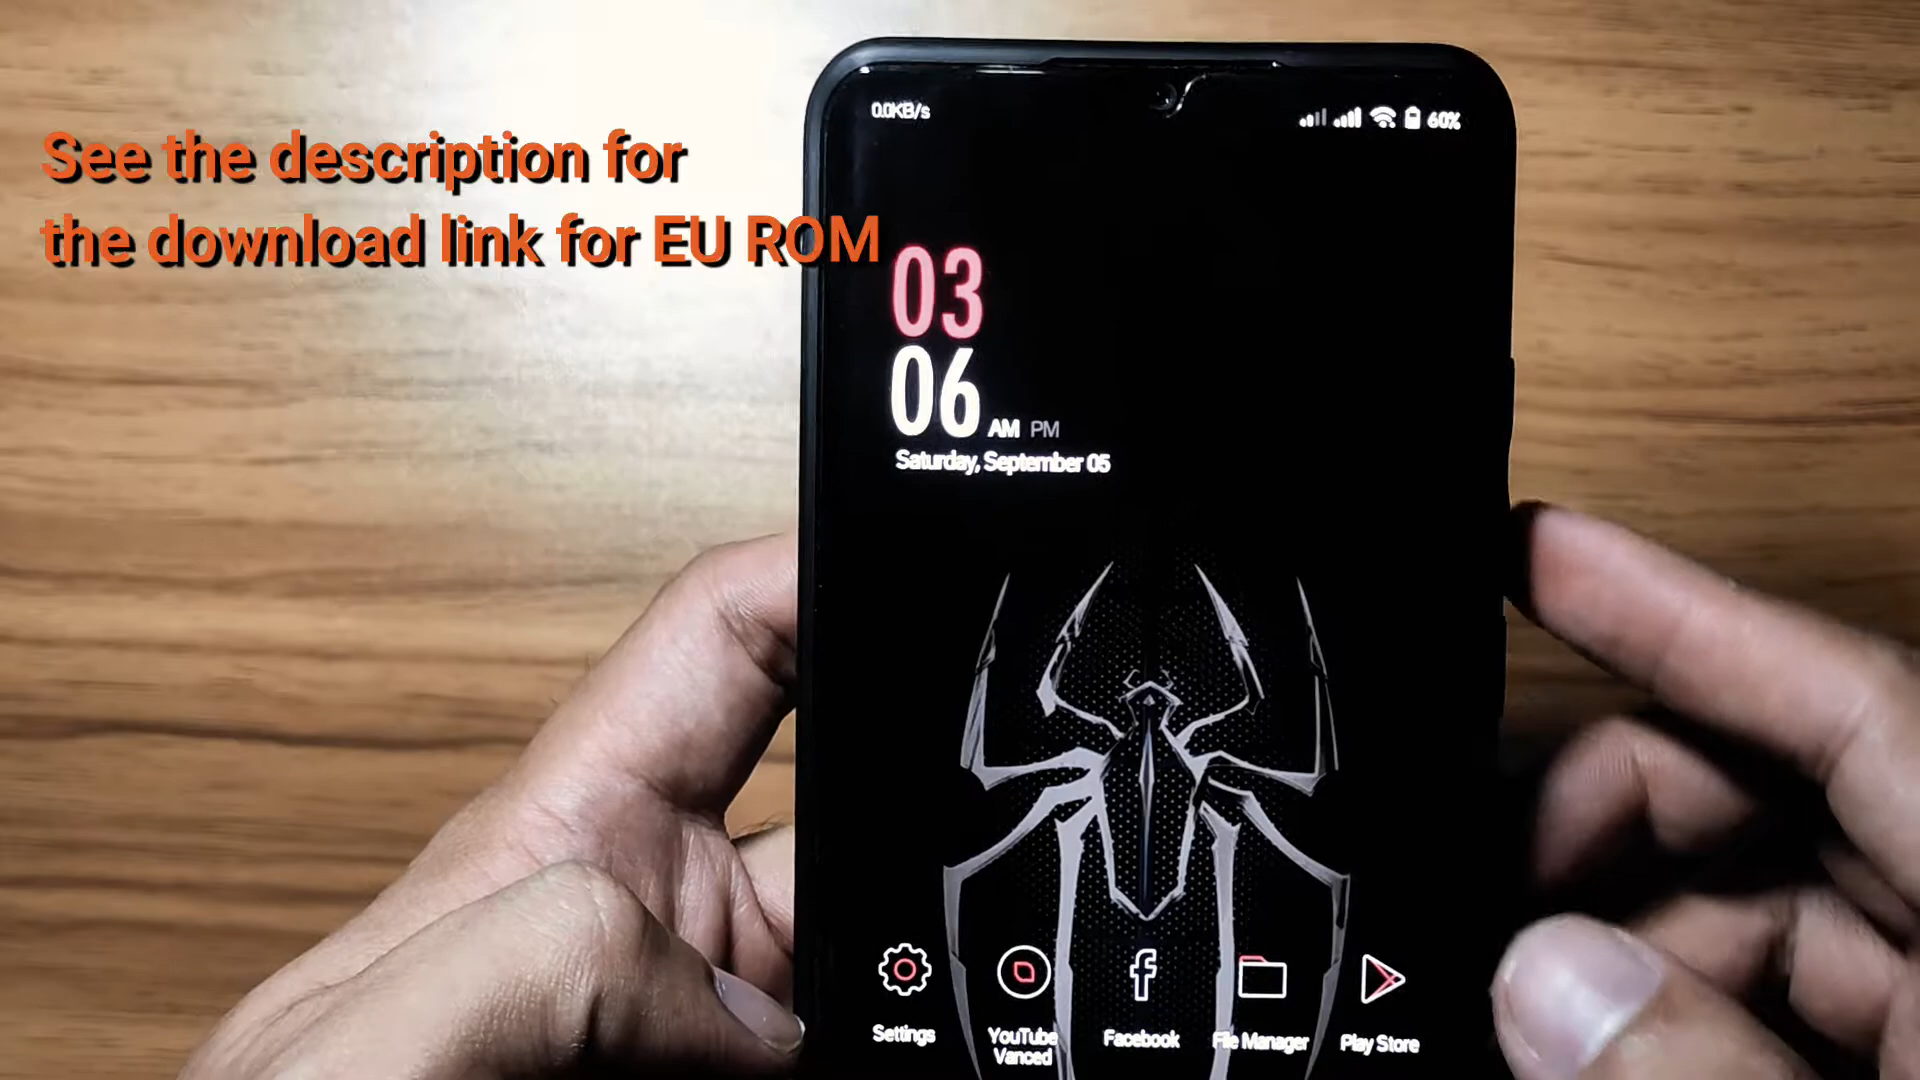 See the description for
the download link for EU ROM
0.0KB/s
60%
03
06
AM PM
Saturday, September 05
Settings
YouTube
Vanced
Facebook
File Manager
Play Store